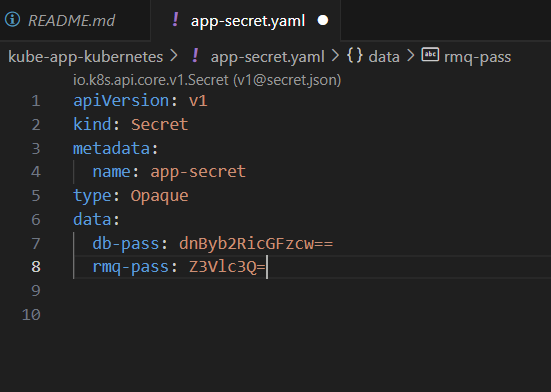 README.md
! app-secret.yaml ●
kube-app-kubernetes > ! app-secret.yaml > {} data > abc rmq-pass
io.k8s.api.core.v1.Secret (v1@secret.json)
1 apiVersion: v1
2 kind: Secret
3 metadata:
4   name: app-secret
5 type: Opaque
6 data:
7   db-pass: dnByb2RicGFzcw==
8   rmq-pass: Z3Vlc3Q=
9
10